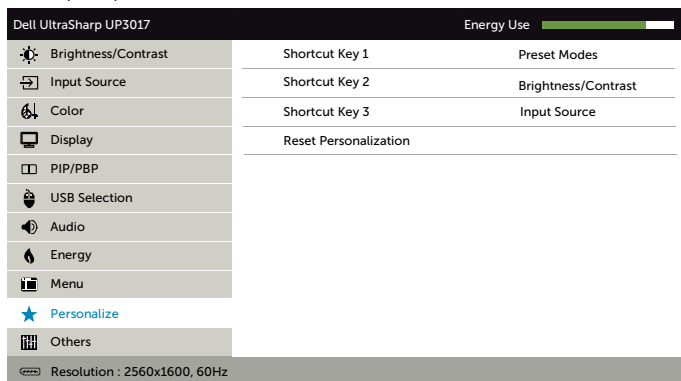 Dell UltraSharp UP3017 Energy Use
Brightness/Contrast Shortcut Key 1 Preset Modes
Input Source Shortcut Key 2 Brightness/Contrast
Color Shortcut Key 3 Input Source
Display Reset Personalization
PIP/PBP
USB Selection
Audio
Energy
Menu
Personalize
Others
Resolution : 2560x1600, 60Hz